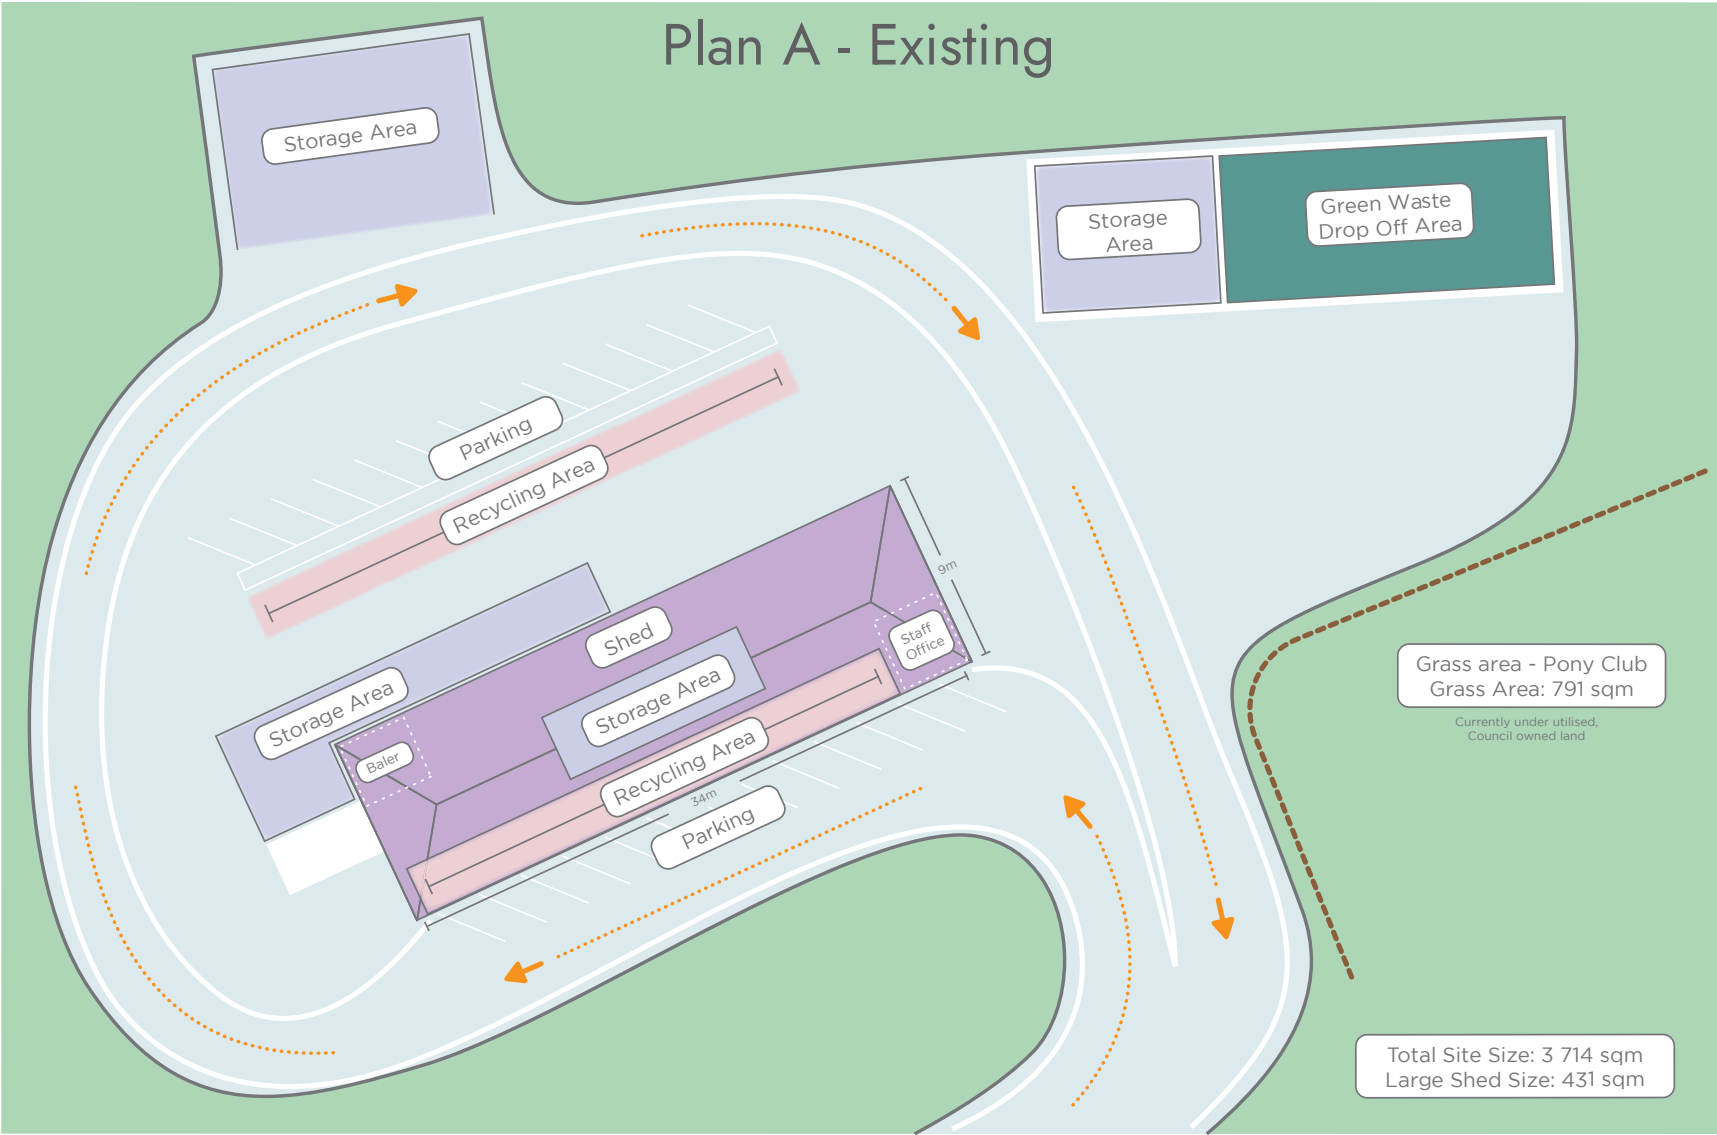 Plan A - Existing
Storage Area
Storage
Area
Green Waste
Drop Off Area
Parking
Recycling Area
9m
Shed
Staff
Office
Storage Area
Storage Area
Baler
Recycling Area
34m
Parking
Grass area - Pony Club
Grass Area: 791 sqm
Currently under utilised,
Council owned land
Total Site Size: 3 714 sqm
Large Shed Size: 431 sqm